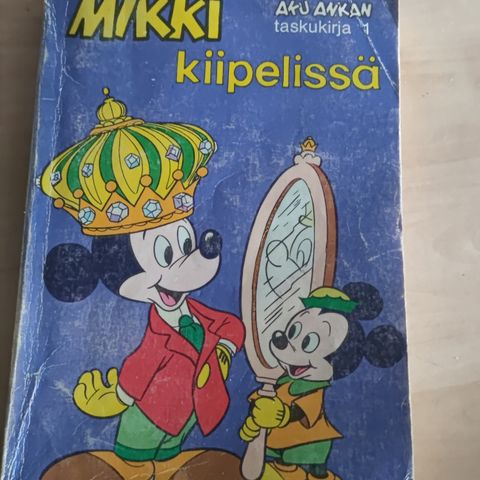 MIKKI
AKU ANKAN
taskukirja 1
kiipelissä